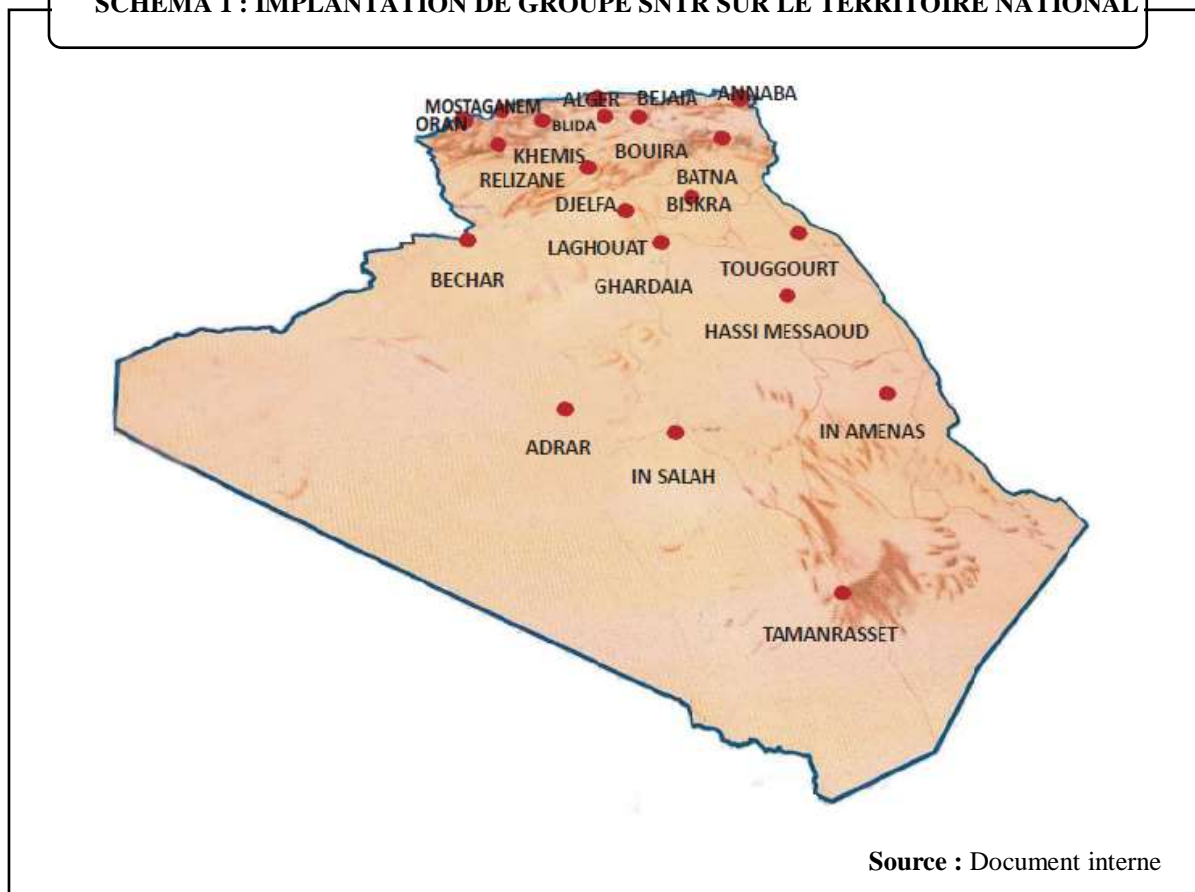 SCHEMA 1 : IMPLANTATION DE GROUPE SNTR SUR LE TERRITOIRE NATIONAL
ALGER BEJAIA ANNABA
MOSTAGANEM
ORAN BLIDA
KHEMIS BOUIRA
RELIZANE BATNA
DJELFA BISKRA
LAGHOUAT
TOUGGOURT
BECHAR GHARDAIA
HASSI MESSAOUD
ADRAR IN AMENAS
IN SALAH
TAMANRASSET
Source : Document interne